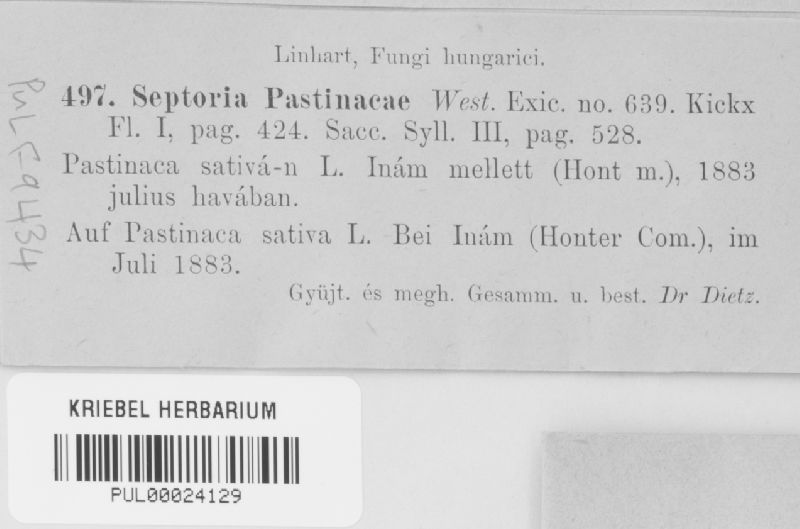 Linhart, Fungi hungarici.
497. Septoria Pastinacae West. Exic. no. 639. Kickx
Fl. I, pag. 424. Sacc. Syll. III, pag. 528.
Pastinaca sativá-n L. Inám mellett (Hont m.), 1883
julius havában.
Auf Pastinaca sativa L. Bei Inám (Honter Com.), im
Juli 1883.
Gyüjt. és megh. Gesamm. u. best. Dr Dietz.
PUL F9434
KRIEBEL HERBARIUM
PUL00024129